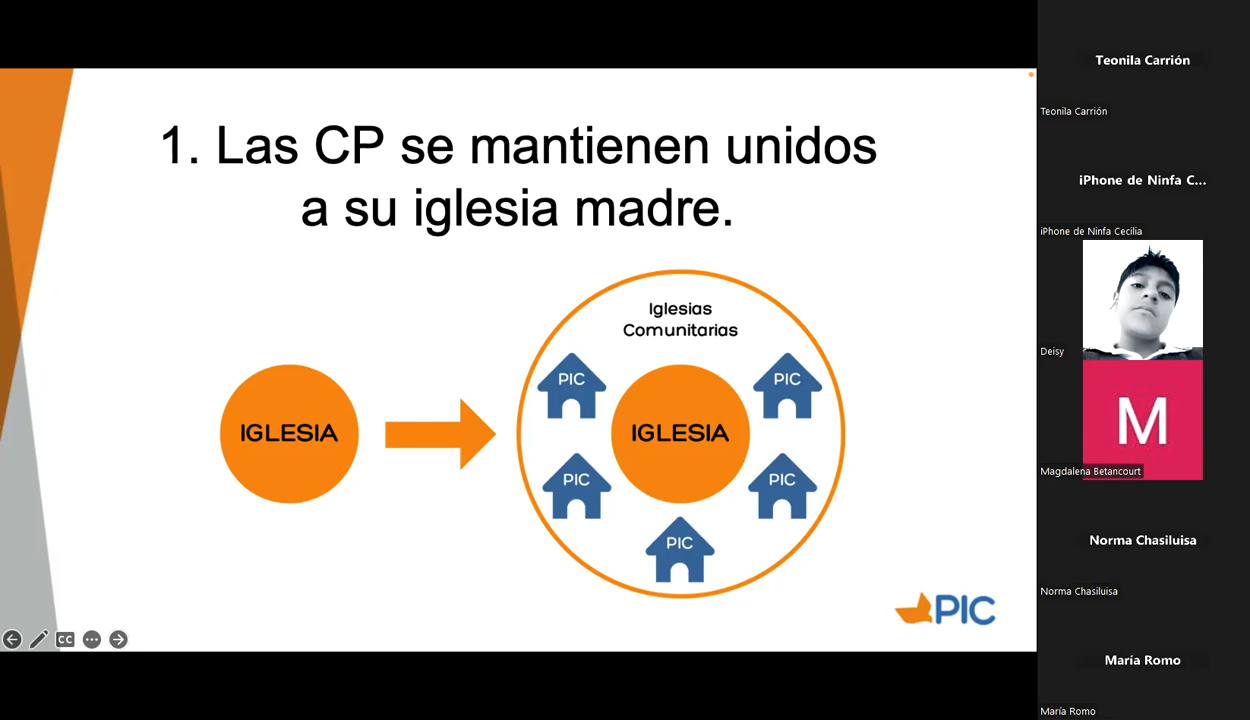 1. Las CP se mantienen unidos
a su iglesia madre.
Iglesias
Comunitarias
PIC
PIC
IGLESIA
IGLESIA
PIC
PIC
PIC
PIC
CC
Teonila Carrión
Teonila Carrión
iPhone de Ninfa C...
iPhone de Ninfa Cecilia
Deisy
M
Magdalena Betancourt
Norma Chasiluisa
Norma Chasiluisa
María Romo
María Romo